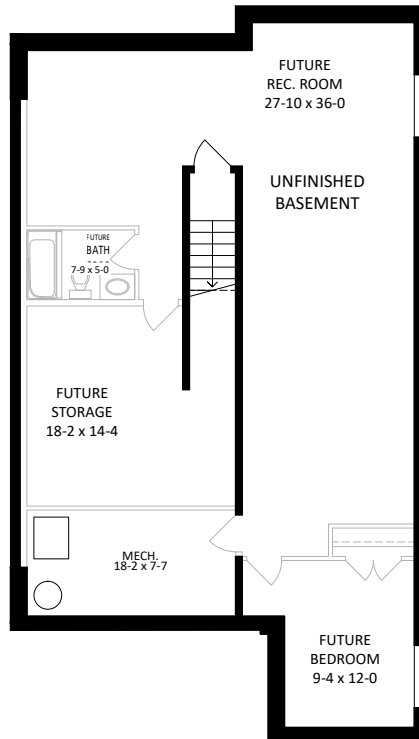 FUTURE
REC. ROOM
27-10 x 36-0
UNFINISHED
BASEMENT
FUTURE
BATH
7-9 x 5-0
FUTURE
STORAGE
18-2 x 14-4
MECH.
18-2 x 7-7
FUTURE
BEDROOM
9-4 x 12-0